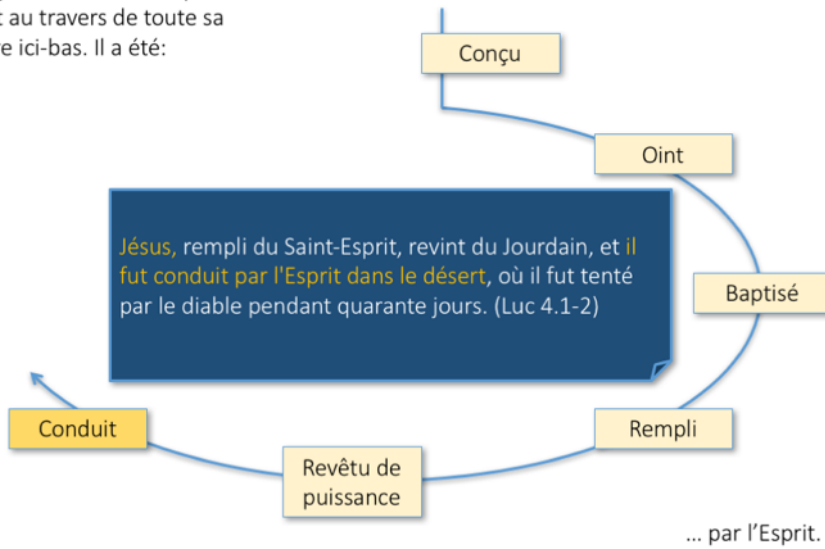 t au travers de toute sa
e ici-bas. Il a été:
Conçu
Oint
Jésus, rempli du Saint-Esprit, revint du Jourdain, et il
fut conduit par l'Esprit dans le désert, où il fut tenté
par le diable pendant quarante jours. (Luc 4.1-2)
Baptisé
Rempli
Revêtu de
puissance
Conduit
... par l’Esprit.